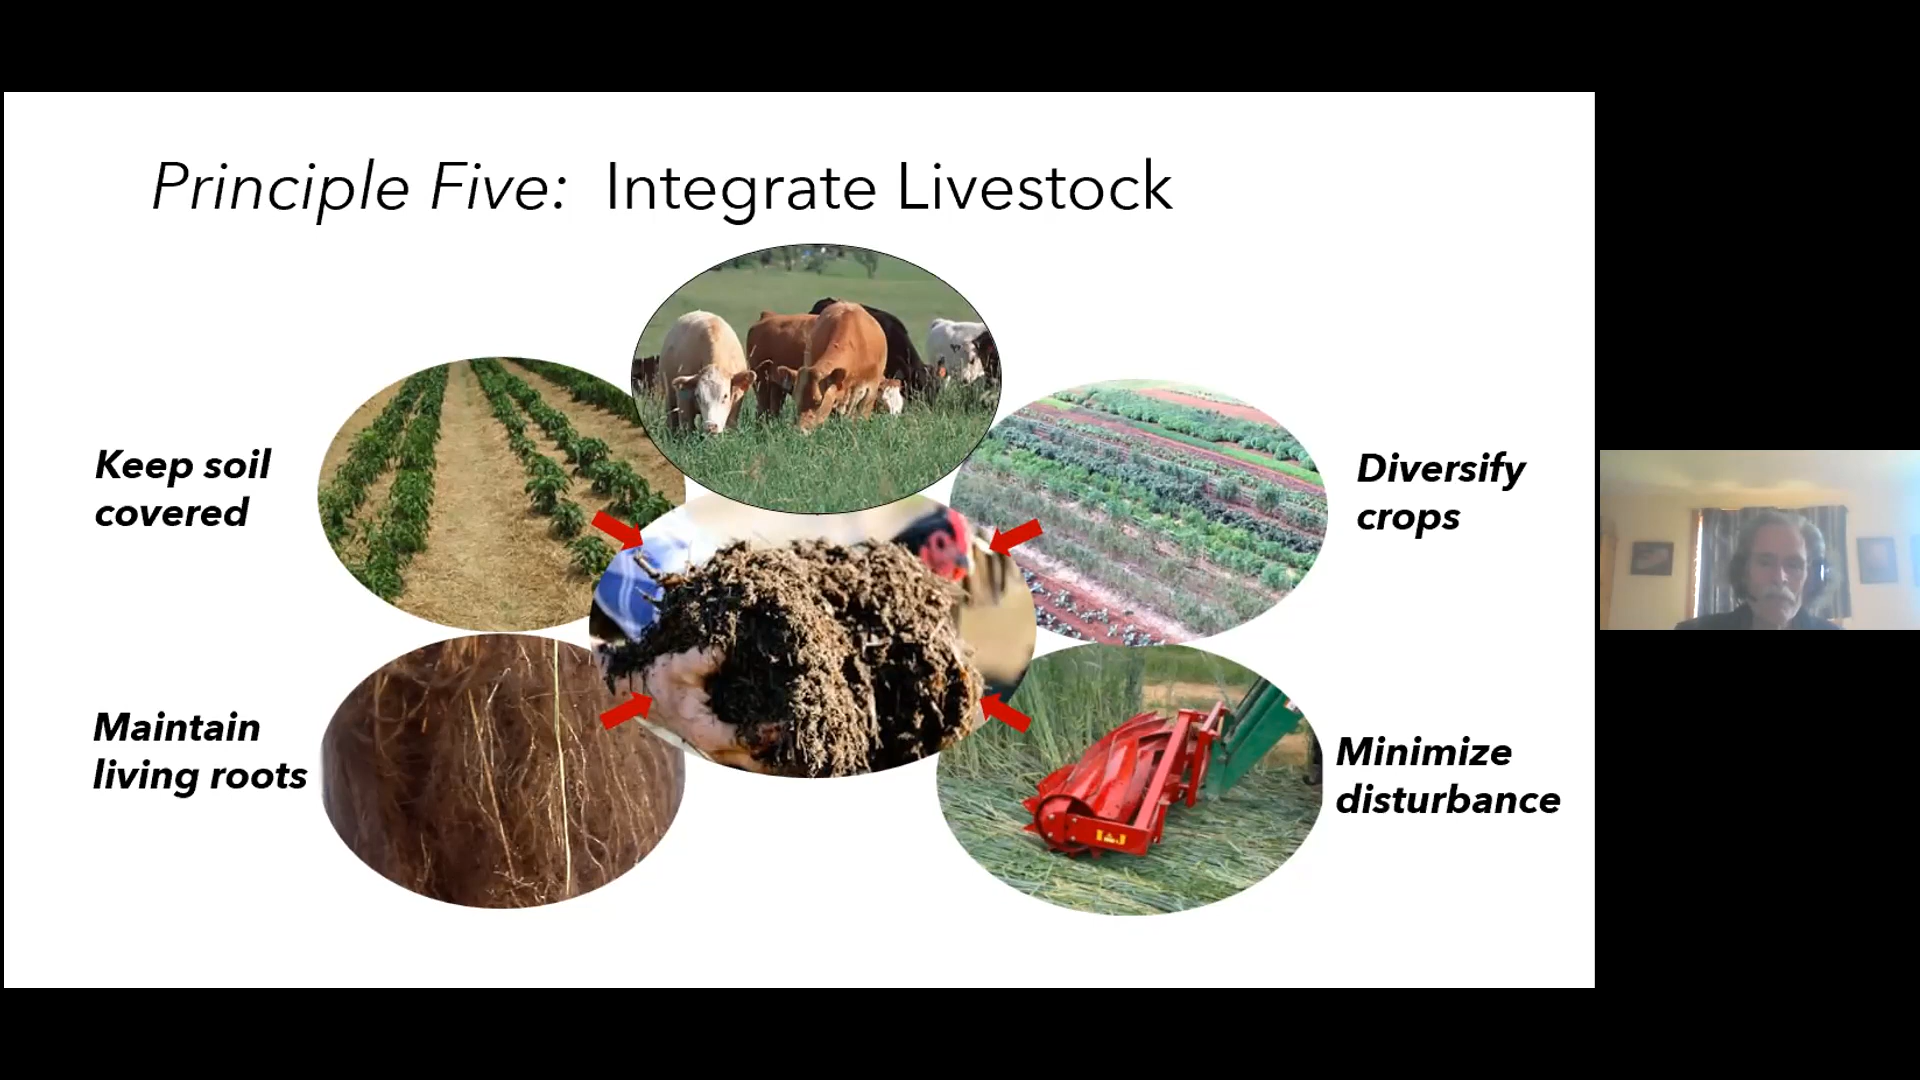 Principle Five: Integrate Livestock
Keep soil
covered
Diversify
crops
Maintain
living roots
Minimize
disturbance
I&J